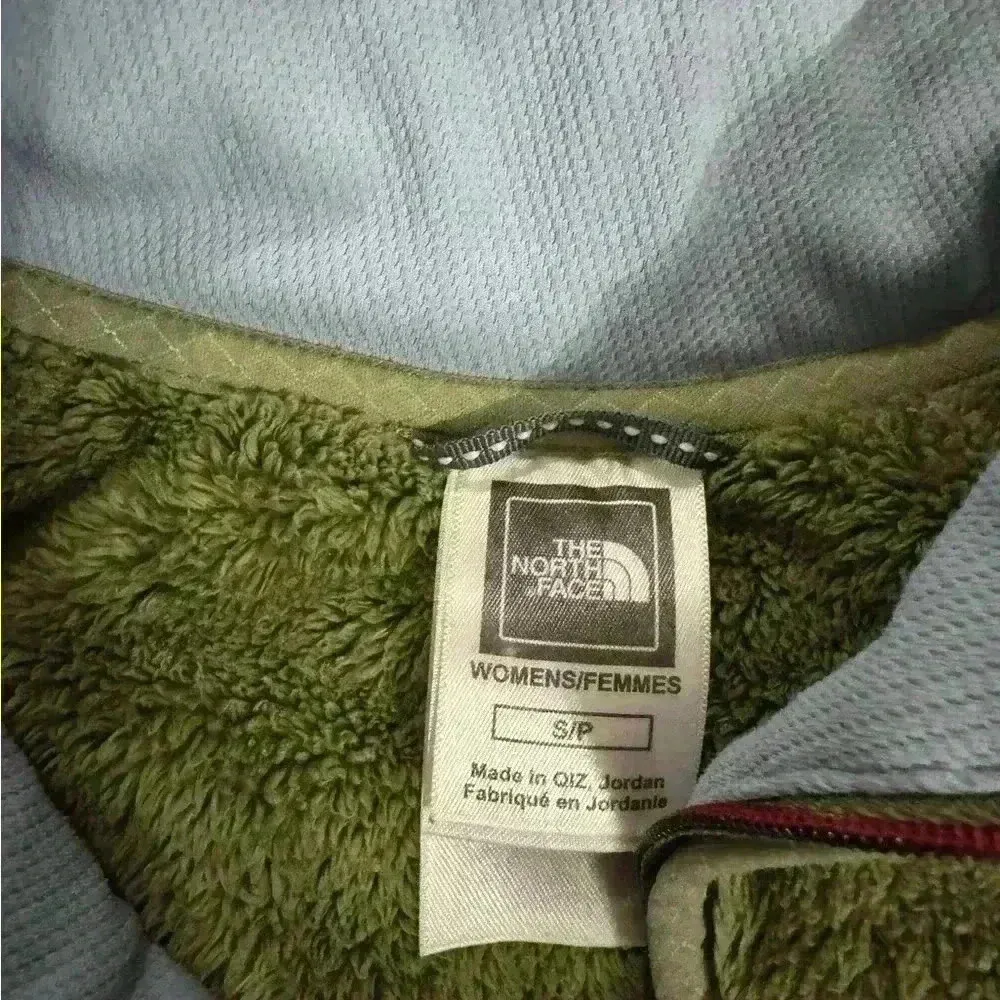 THE
NORTH
FACE
WOMENS/FEMMES
S/P
Made in QIZ, Jordan
Fabriqué en Jordanie